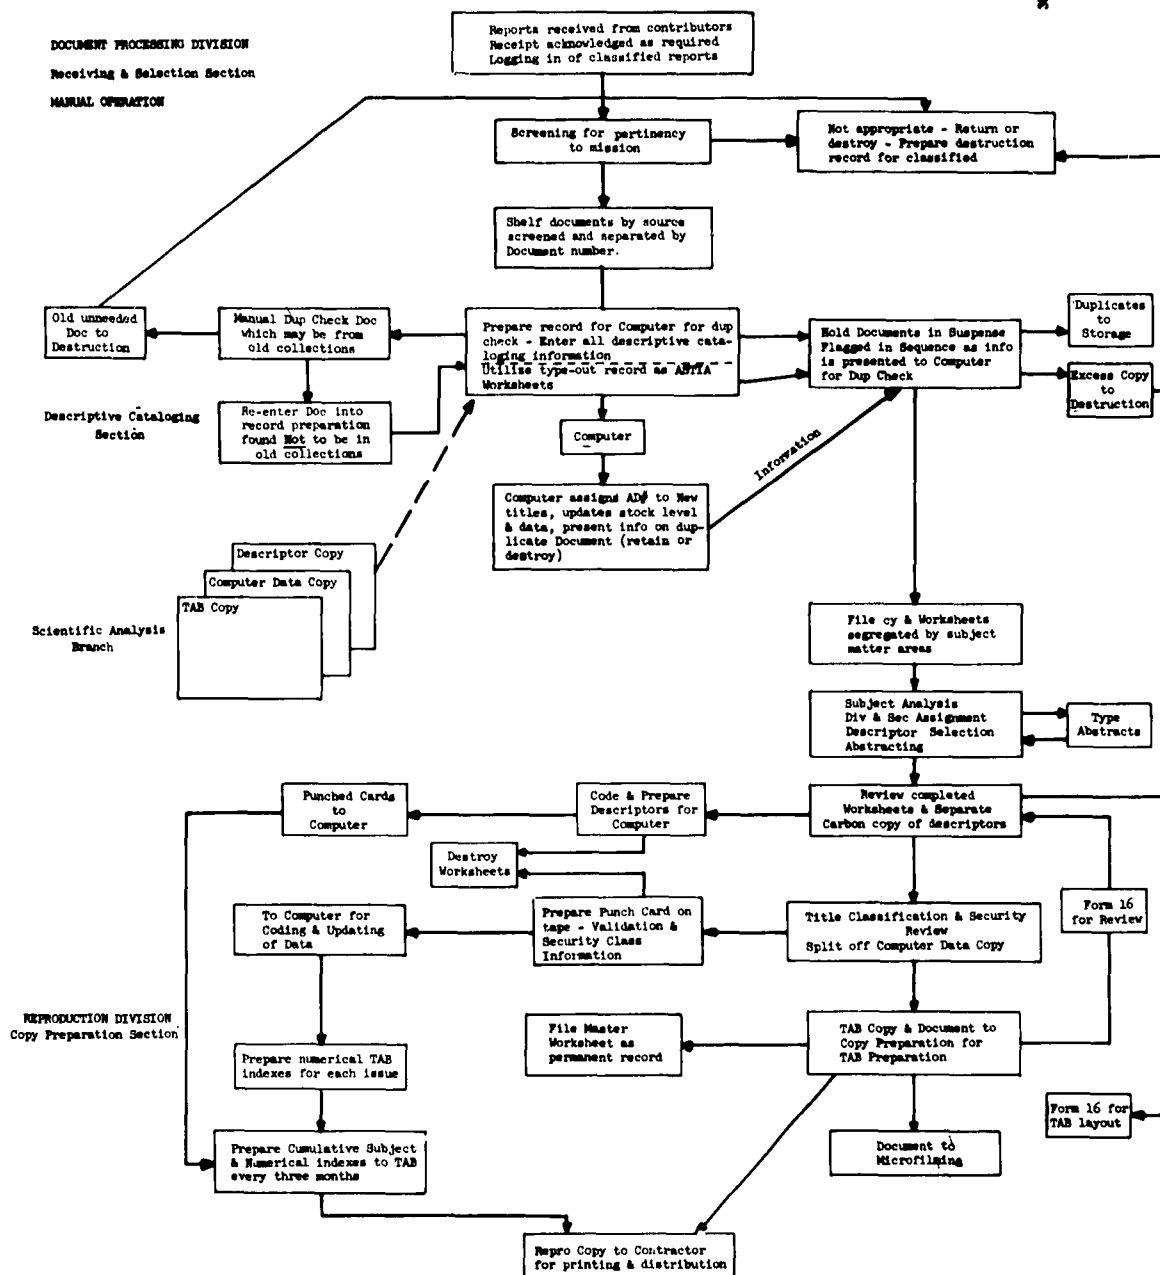 DOCUMENT PROCESSING DIVISION
Receiving & Selection Section
MANUAL OPERATION
Reports received from contributors
Receipt acknowledged as required
Logging in of classified reports
Screening for pertinency
to mission
Not appropriate - Return or
destroy - Prepare destruction
record for classified
Shelf documents by source
screened and separated by
Document number.
Old unneeded
Doc to
Destruction
Manual Dup Check Doc
which may be from
old collections
Prepare record for Computer for dup
check - Enter all descriptive cata-
loging information
Utilize type-out record as ASTIA
Worksheets
Hold Documents in Suspense
Flagged in Sequence as info
is presented to Computer
for Dup Check
Duplicates
to
Storage
Excess Copy
to
Destruction
Descriptive Cataloging
Section
Re-enter Doc into
record preparation
found Not to be in
old collections
Computer
Information
Computer assigns AD# to New
titles, updates stock level
& data, present info on dup-
licate Document (retain or
destroy)
Descriptor Copy
Computer Data Copy
TAB Copy
Scientific Analysis
Branch
File cy & Worksheets
segregated by subject
matter areas
Subject Analysis
Div & Sec Assignment
Descriptor Selection
Abstracting
Type
Abstracts
Punched Cards
to
Computer
Code & Prepare
Descriptors for
Computer
Review completed
Worksheets & Separate
Carbon copy of descriptors
Destroy
Worksheets
Form 16
for Review
To Computer for
Coding & Updating
of Data
Prepare Punch Card on
tape - Validation &
Security Class
Information
Title Classification & Security
Review
Split off Computer Data Copy
REPRODUCTION DIVISION
Copy Preparation Section
File Master
Worksheet as
permanent record
TAB Copy & Document to
Copy Preparation for
TAB Preparation
Prepare numerical TAB
indexes for each issue
Form 16 for
TAB layout
Prepare Cumulative Subject
& Numerical indexes to TAB
every three months
Document to
Microfilming
Repro Copy to Contractor
for printing & distribution